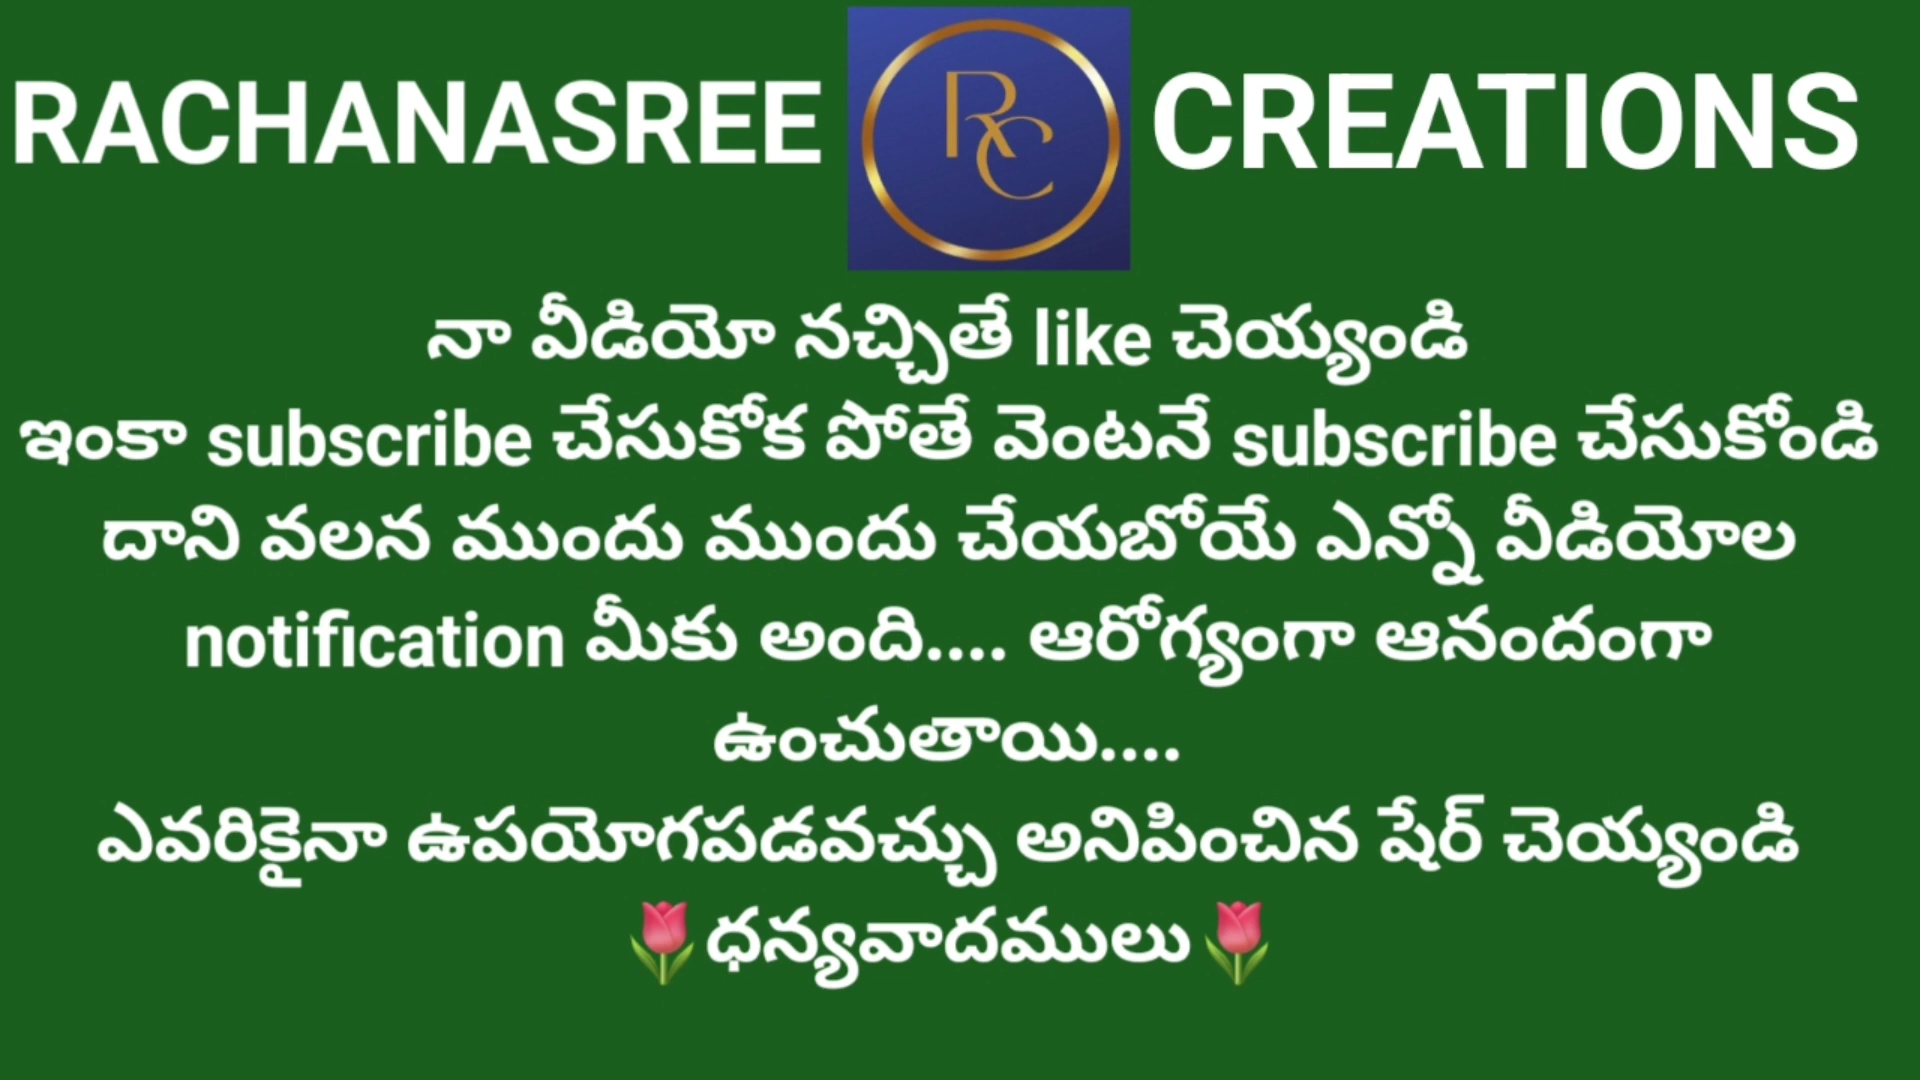 RACHANASREE RC CREATIONS
నా వీడియో నచ్చితే like చెయ్యండి
ఇంకా subscribe చేసుకోక పోతే వెంటనే subscribe చేసుకోండి
దాని వలన ముందు ముందు చేయబోయే ఎన్నో వీడియోల
notification మీకు అంది.... ఆరోగ్యంగా ఆనందంగా
ఉంచుతాయి....
ఎవరికైనా ఉపయోగపడవచ్చు అనిపించిన షేర్ చెయ్యండి
🌷ధన్యవాదములు🌷